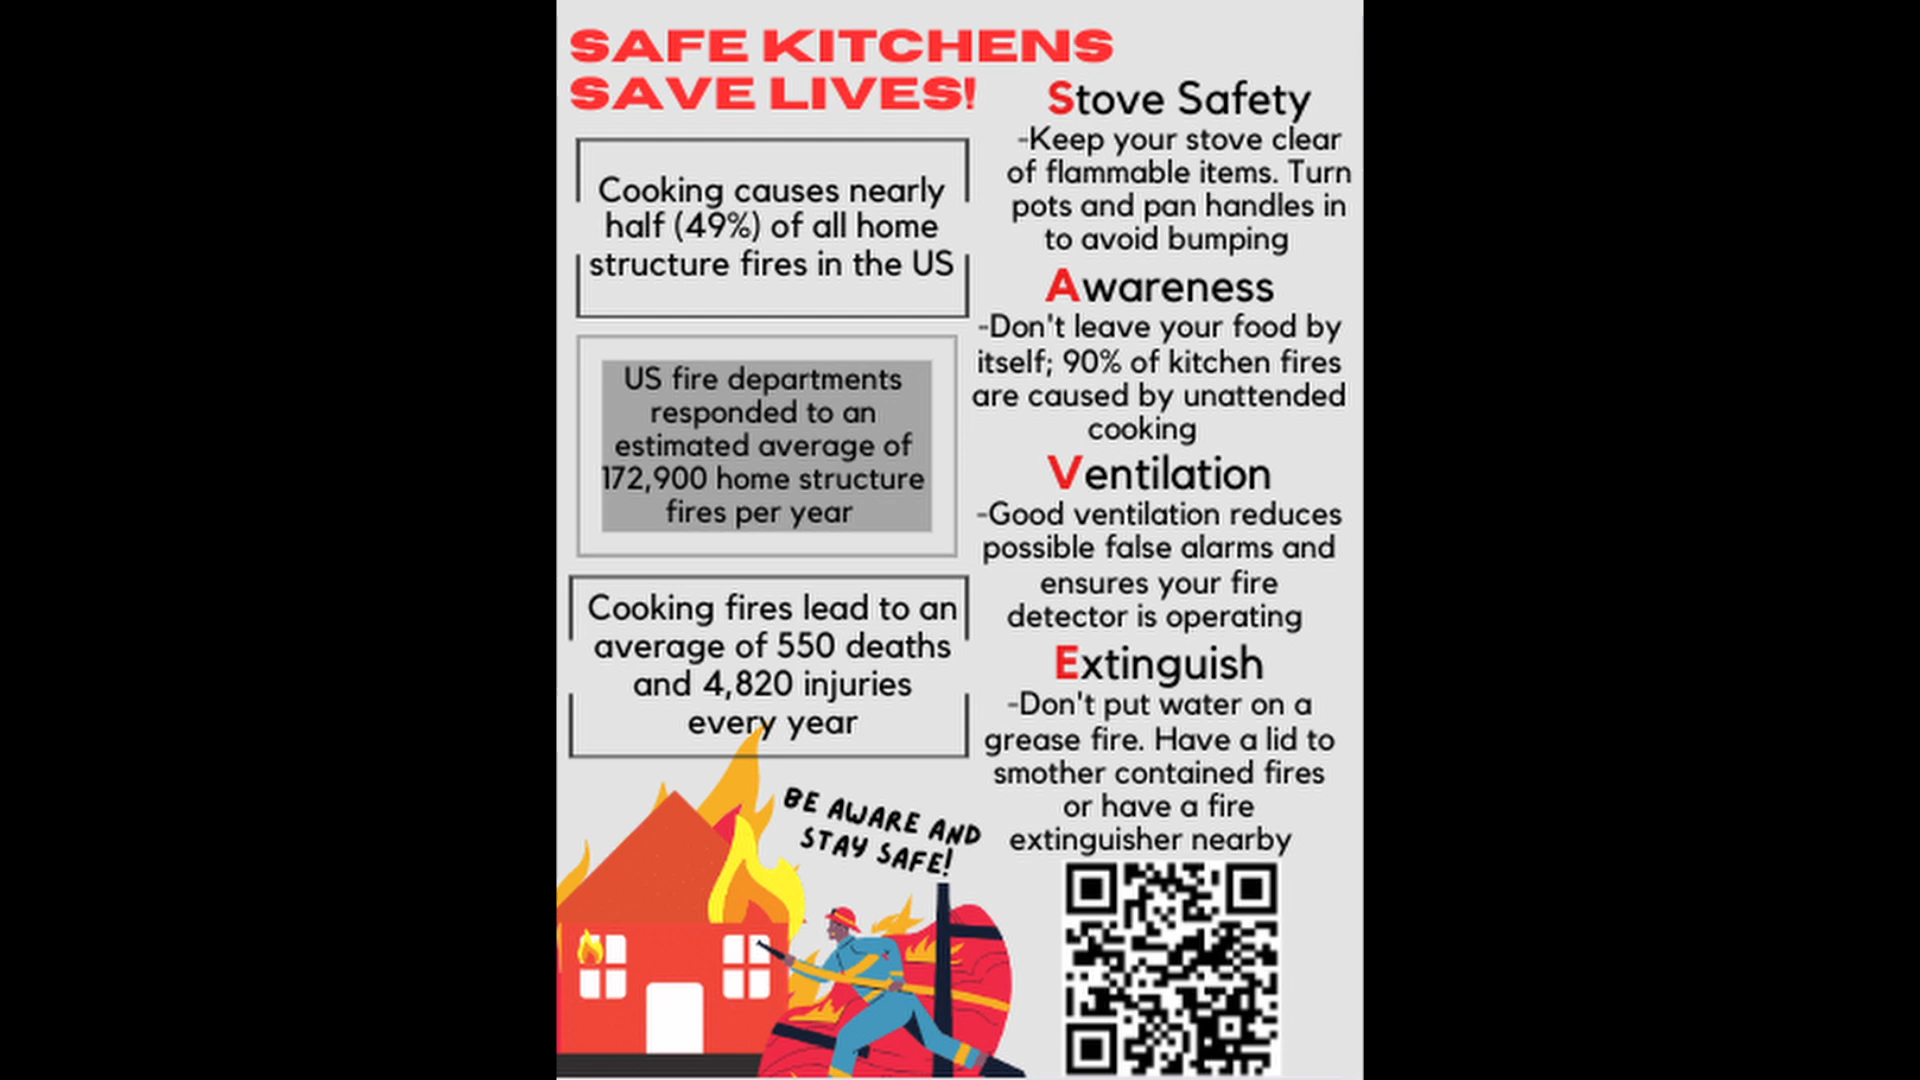 SAFE KITCHENS
SAVE LIVES!
Cooking causes nearly
half (49%) of all home
structure fires in the US
US fire departments
responded to an
estimated average of
172,900 home structure
fires per year
Cooking fires lead to an
average of 550 deaths
and 4,820 injuries
every year
BE AWARE AND
STAY SAFE!
Stove Safety
-Keep your stove clear
of flammable items. Turn
pots and pan handles in
to avoid bumping
Awareness
-Don't leave your food by
itself; 90% of kitchen fires
are caused by unattended
cooking
Ventilation
-Good ventilation reduces
possible false alarms and
ensures your fire
detector is operating
Extinguish
-Don't put water on a
grease fire. Have a lid to
smother contained fires
or have a fire
extinguisher nearby